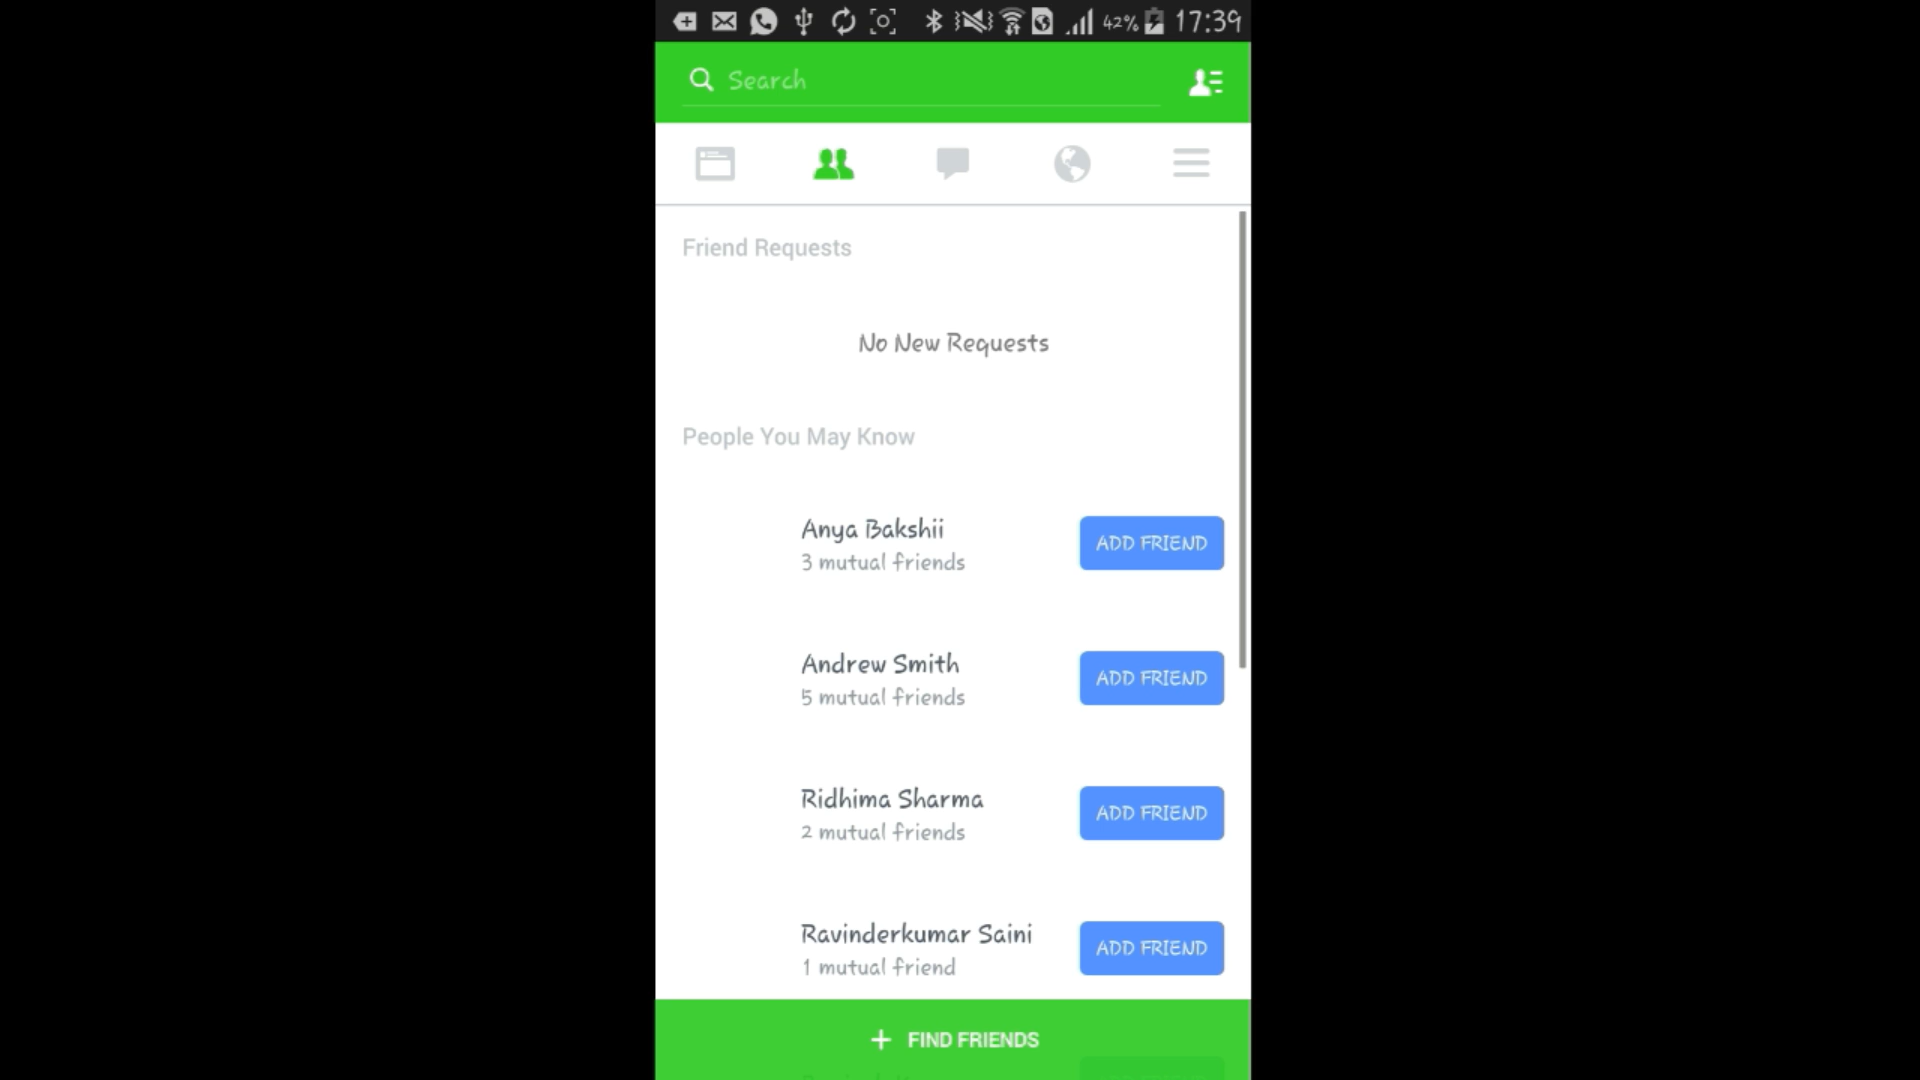 42% 17:39
Search
Friend Requests
No New Requests
People You May Know
Anya Bakshii
3 mutual friends
ADD FRIEND
Andrew Smith
5 mutual friends
ADD FRIEND
Ridhima Sharma
2 mutual friends
ADD FRIEND
Ravinderkumar Saini
1 mutual friend
ADD FRIEND
+ FIND FRIENDS